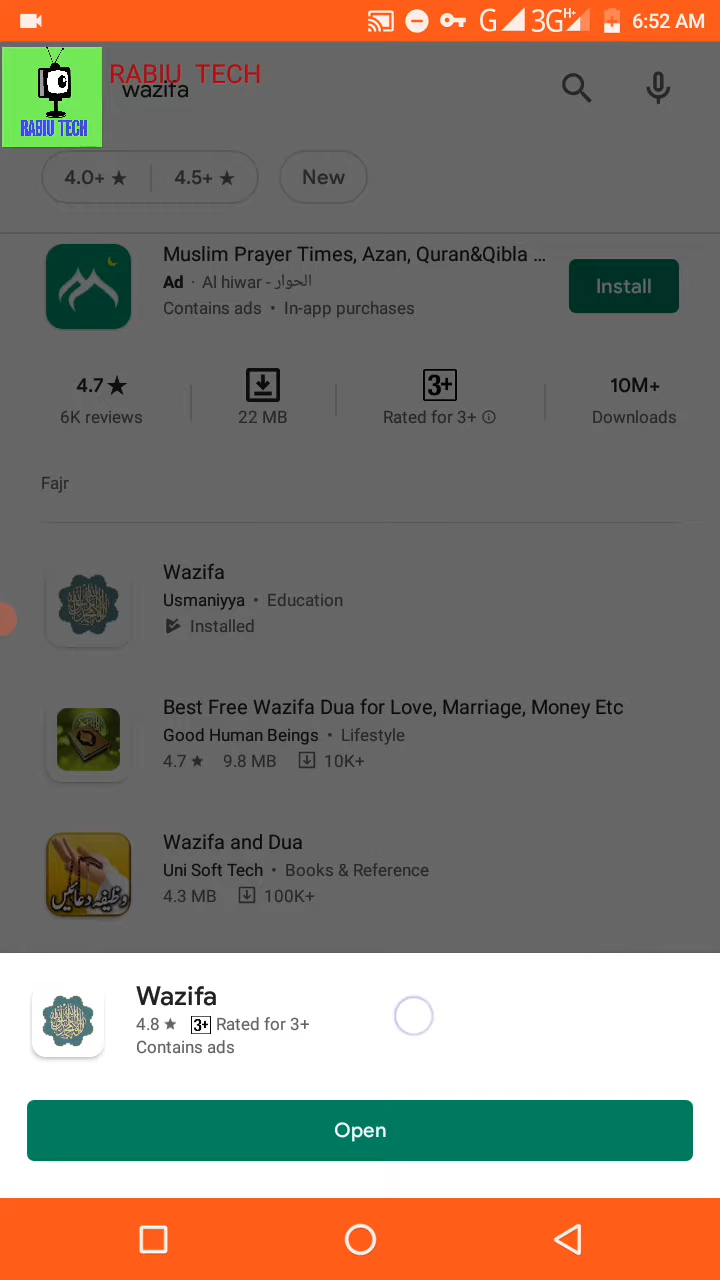 G 3G H+ 6:52 AM
RABIU TECH
wazifa
RABIU TECH
4.0+ ★ 4.5+ ★ New
Muslim Prayer Times, Azan, Quran&Qibla ...
Ad · Al hiwar - الحوار
Contains ads • In-app purchases
Install
4.7 ★
6K reviews
22 MB
3+
Rated for 3+
10M+
Downloads
Fajr
Wazifa
Usmaniyya • Education
Installed
Best Free Wazifa Dua for Love, Marriage, Money Etc
Good Human Beings • Lifestyle
4.7 ★ 9.8 MB 10K+
Wazifa and Dua
Uni Soft Tech • Books & Reference
4.3 MB 100K+
وظیفہ دعائیں
Wazifa
4.8 ★ 3+ Rated for 3+
Contains ads
Open